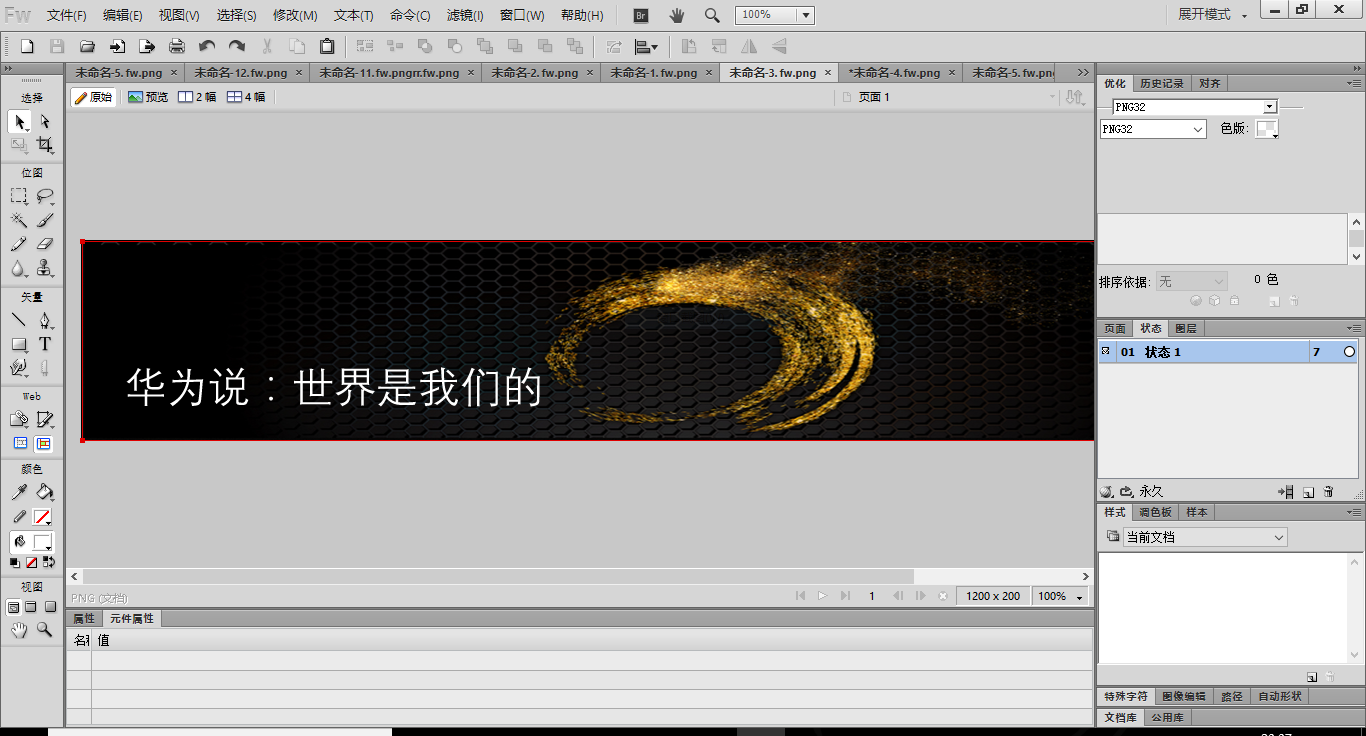 Fw 文件(F) 编辑(E) 视图(V) 选择(S) 修改(M) 文本(T) 命令(C) 滤镜(I) 窗口(W) 帮助(H) Br 100% 展开模式
未命名-5. fw.png × 未命名-12.fw.png × 未命名-11.fw.pngrr.fw.png × 未命名-2. fw.png × 未命名-1. fw.png × 未命名-3. fw.png × *未命名-4. fw.png × 未命名-5. fw.pn
原始 预览 2 幅 4 幅 页面 1
选择
位图
矢量
Web
颜色
视图
华为说：世界是我们的
PNG (文档) 1 1200 x 200 100%
属性 元件属性
名称 值
优化 历史记录 对齐
PNG32
PNG32 色版:
排序依据: 无 0 色
页面 状态 图层
01 状态 1 7
永久
样式 调色板 样本
当前文档
特殊字符 图像编辑 路径 自动形状
文档库 公用库